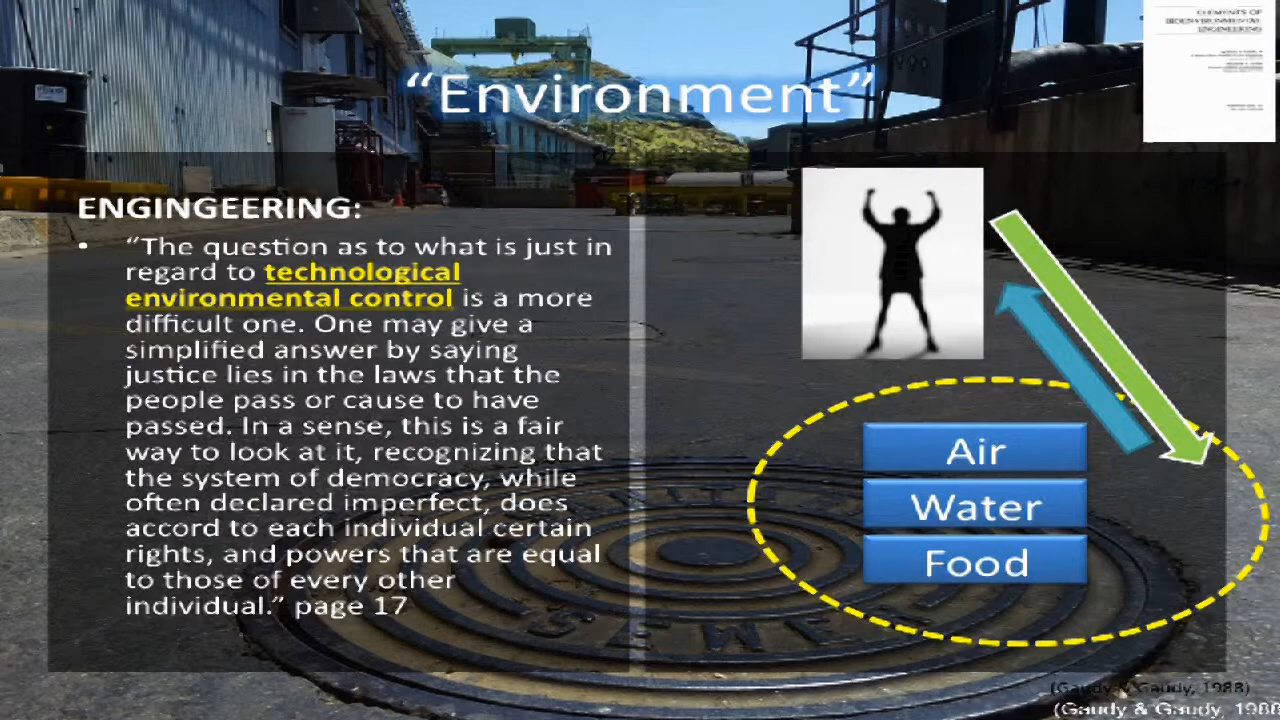 “Environment”
ELEMENTS OF
BIOENVIRONMENTAL
ENGINEERING
ENGINGEERING:
• “The question as to what is just in
regard to technological
environmental control is a more
difficult one. One may give a
simplified answer by saying
justice lies in the laws that the
people pass or cause to have
passed. In a sense, this is a fair
way to look at it, recognizing that
the system of democracy, while
often declared imperfect, does
accord to each individual certain
rights, and powers that are equal
to those of every other
individual.” page 17
Air
Water
Food
SEWER
(Gaudy & Gaudy, 1988)
(Gaudy & Gaudy, 1988